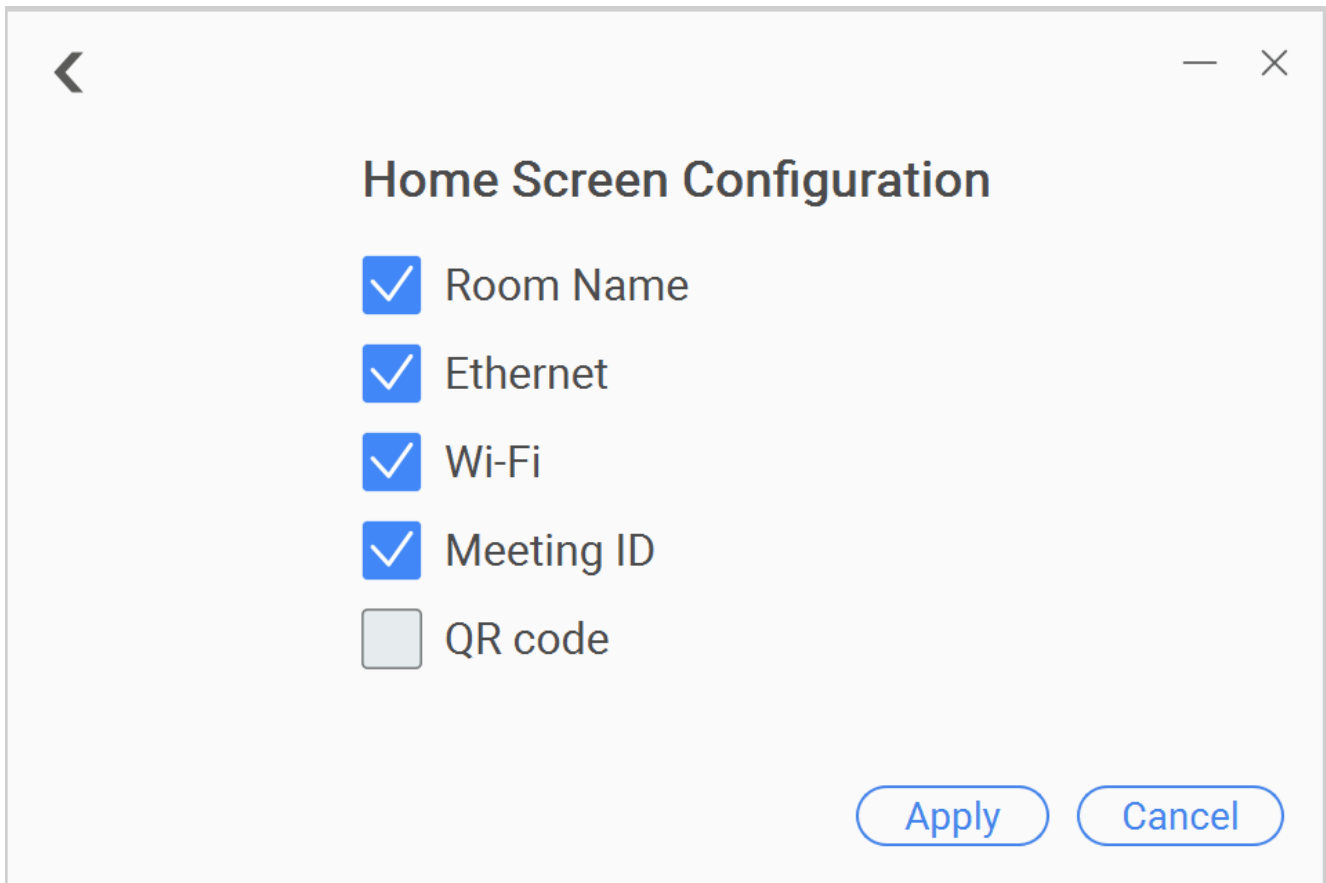 Home Screen Configuration
Room Name
Ethernet
Wi-Fi
Meeting ID
QR code
Apply Cancel